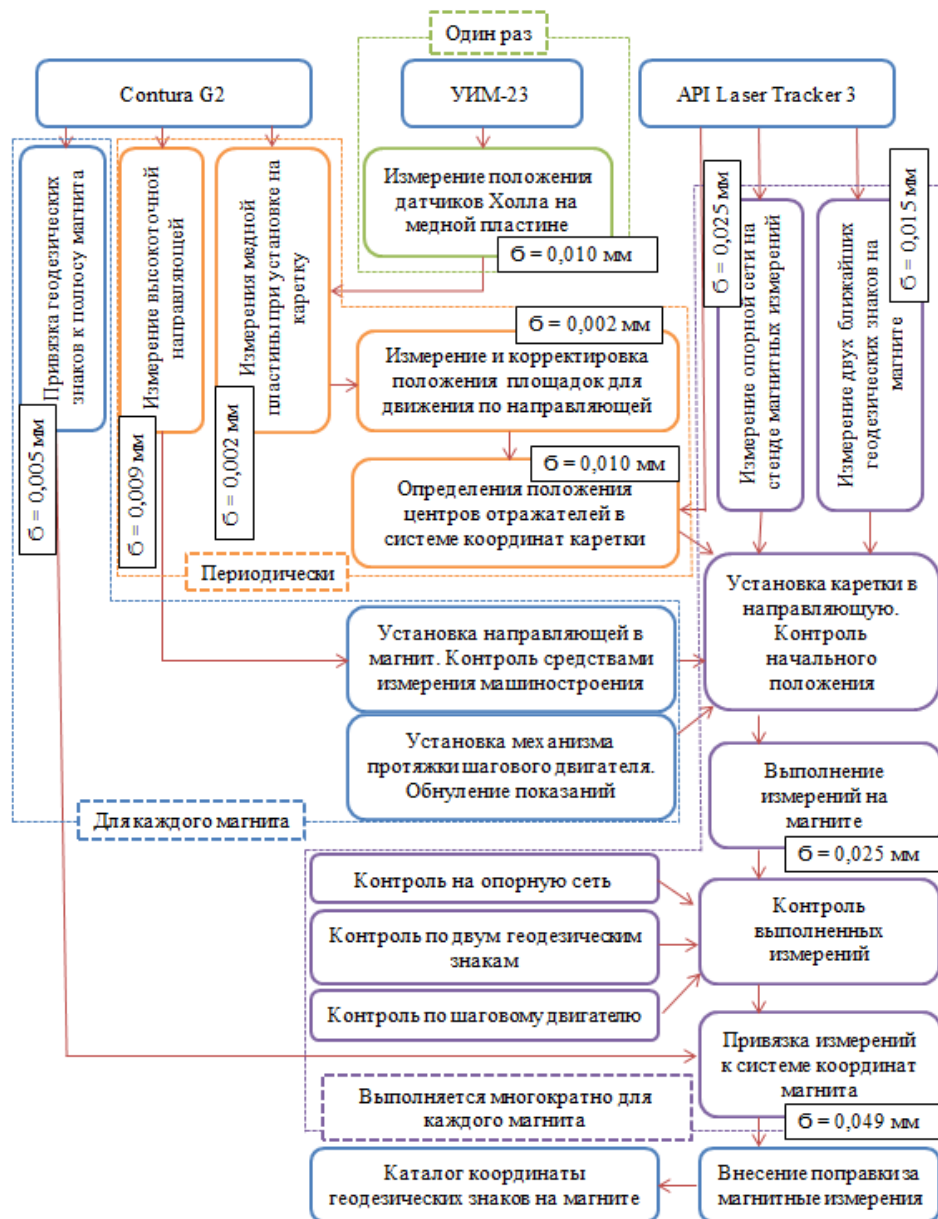 Один раз
Contura G2
УИМ-23
API Laser Tracker 3
Привязка геодезических
знаков к полюсу магнита
Ϭ = 0,005 мм
Измерение высокоточной
направляющей
Ϭ = 0,009 мм
Измерения медной
пластины при установке на
каретку
Ϭ = 0,002 мм
Измерение положения
датчиков Холла на
медной пластине
Ϭ = 0,010 мм
Ϭ = 0,025 мм
Измерение опорной сети на
стенде магнитных измерений
Ϭ = 0,015 мм
Измерение двух ближайших
геодезических знаков на
магните
Ϭ = 0,002 мм
Измерение и корректировка
положения площадок для
движения по направляющей
Ϭ = 0,010 мм
Определения положения
центров отражателей в
системе координат каретки
Периодически
Установка каретки в
направляющую.
Контроль
начального
положения
Установка направляющей в
магнит. Контроль средствами
измерения машиностроения
Установка механизма
протяжки шагового двигателя.
Обнуление показаний
Для каждого магнита
Выполнение
измерений на
магните
Ϭ = 0,025 мм
Контроль на опорную сеть
Контроль по двум геодезическим
знакам
Контроль по шаговому двигателю
Контроль
выполненных
измерений
Привязка измерений
к системе координат
магнита
Ϭ = 0,049 мм
Выполняется многократно для
каждого магнита
Каталог координаты
геодезических знаков на магните
Внесение поправки за
магнитные измерения